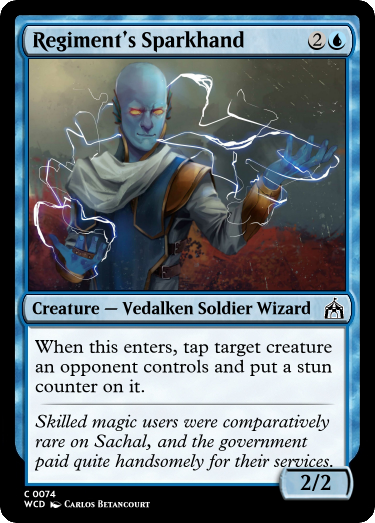 Regiment's Sparkhand 2
Creature — Vedalken Soldier Wizard
When this enters, tap target creature
an opponent controls and put a stun
counter on it.
Skilled magic users were comparatively
rare on Sachal, and the government
paid quite handsomely for their services.
2/2
C 0074
WCD Carlos Betancourt